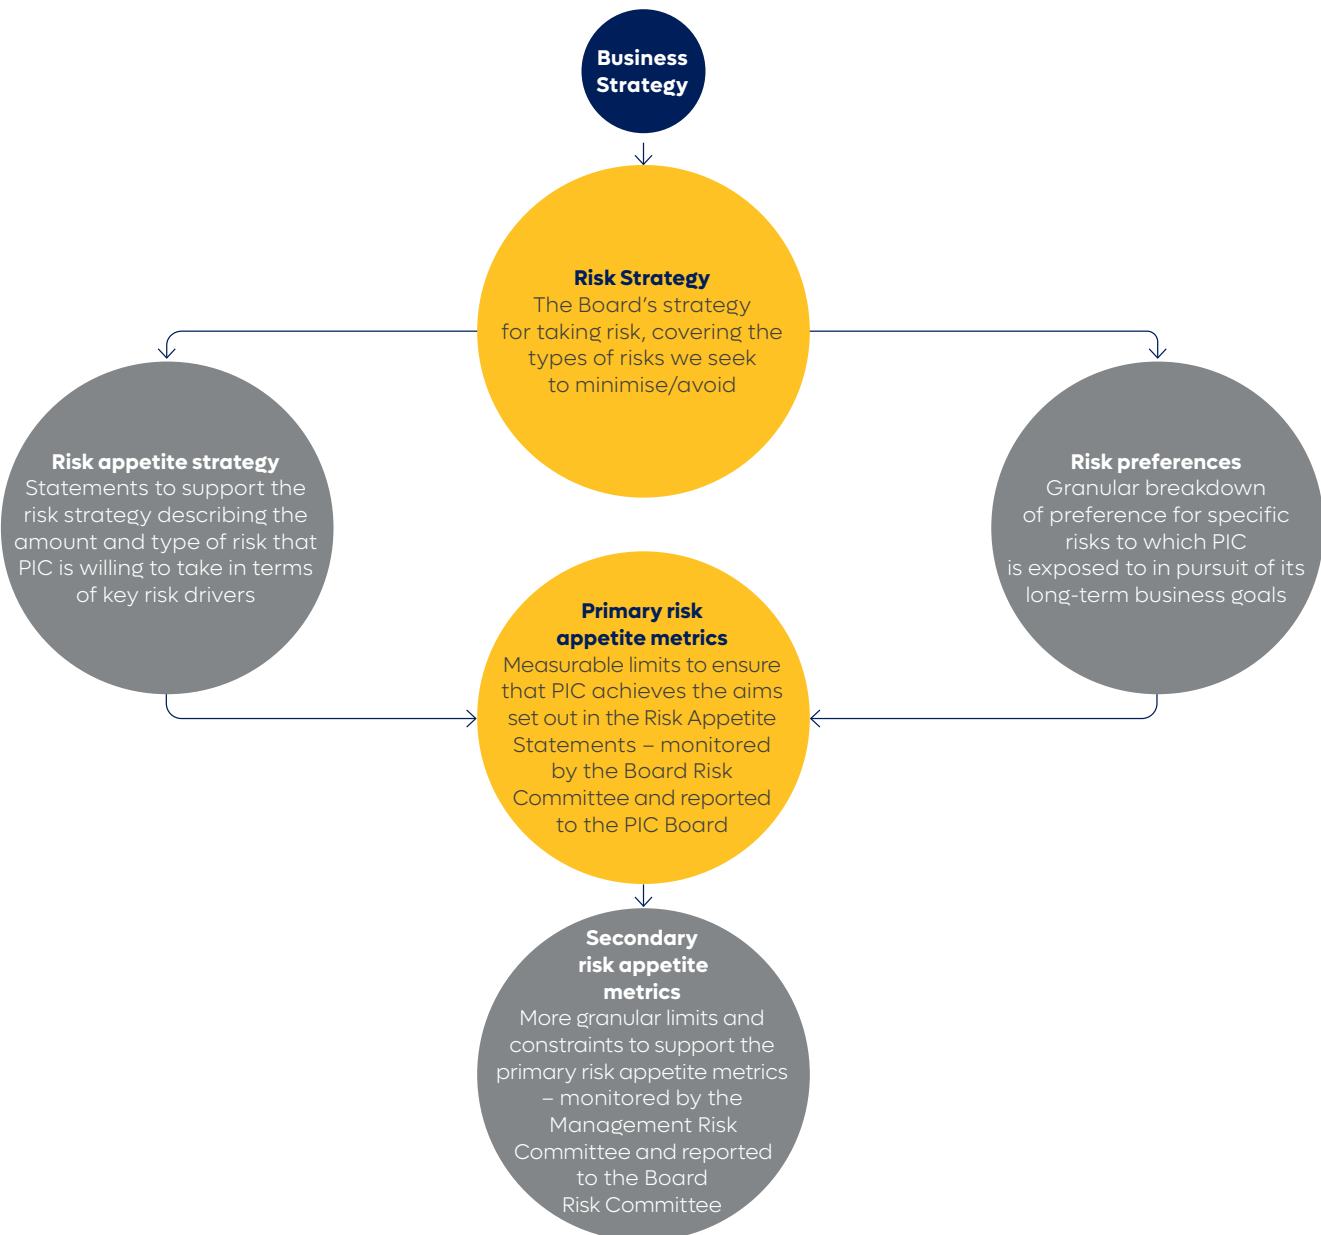 Business
Strategy
Risk Strategy
The Board’s strategy
for taking risk, covering the
types of risks we seek
to minimise/avoid
Risk appetite strategy
Statements to support the
risk strategy describing the
amount and type of risk that
PIC is willing to take in terms
of key risk drivers
Risk preferences
Granular breakdown
of preference for specific
risks to which PIC
is exposed to in pursuit of its
long-term business goals
Primary risk
appetite metrics
Measurable limits to ensure
that PIC achieves the aims
set out in the Risk Appetite
Statements – monitored
by the Board Risk
Committee and reported
to the PIC Board
Secondary
risk appetite
metrics
More granular limits and
constraints to support the
primary risk appetite metrics
– monitored by the
Management Risk
Committee and reported
to the Board
Risk Committee